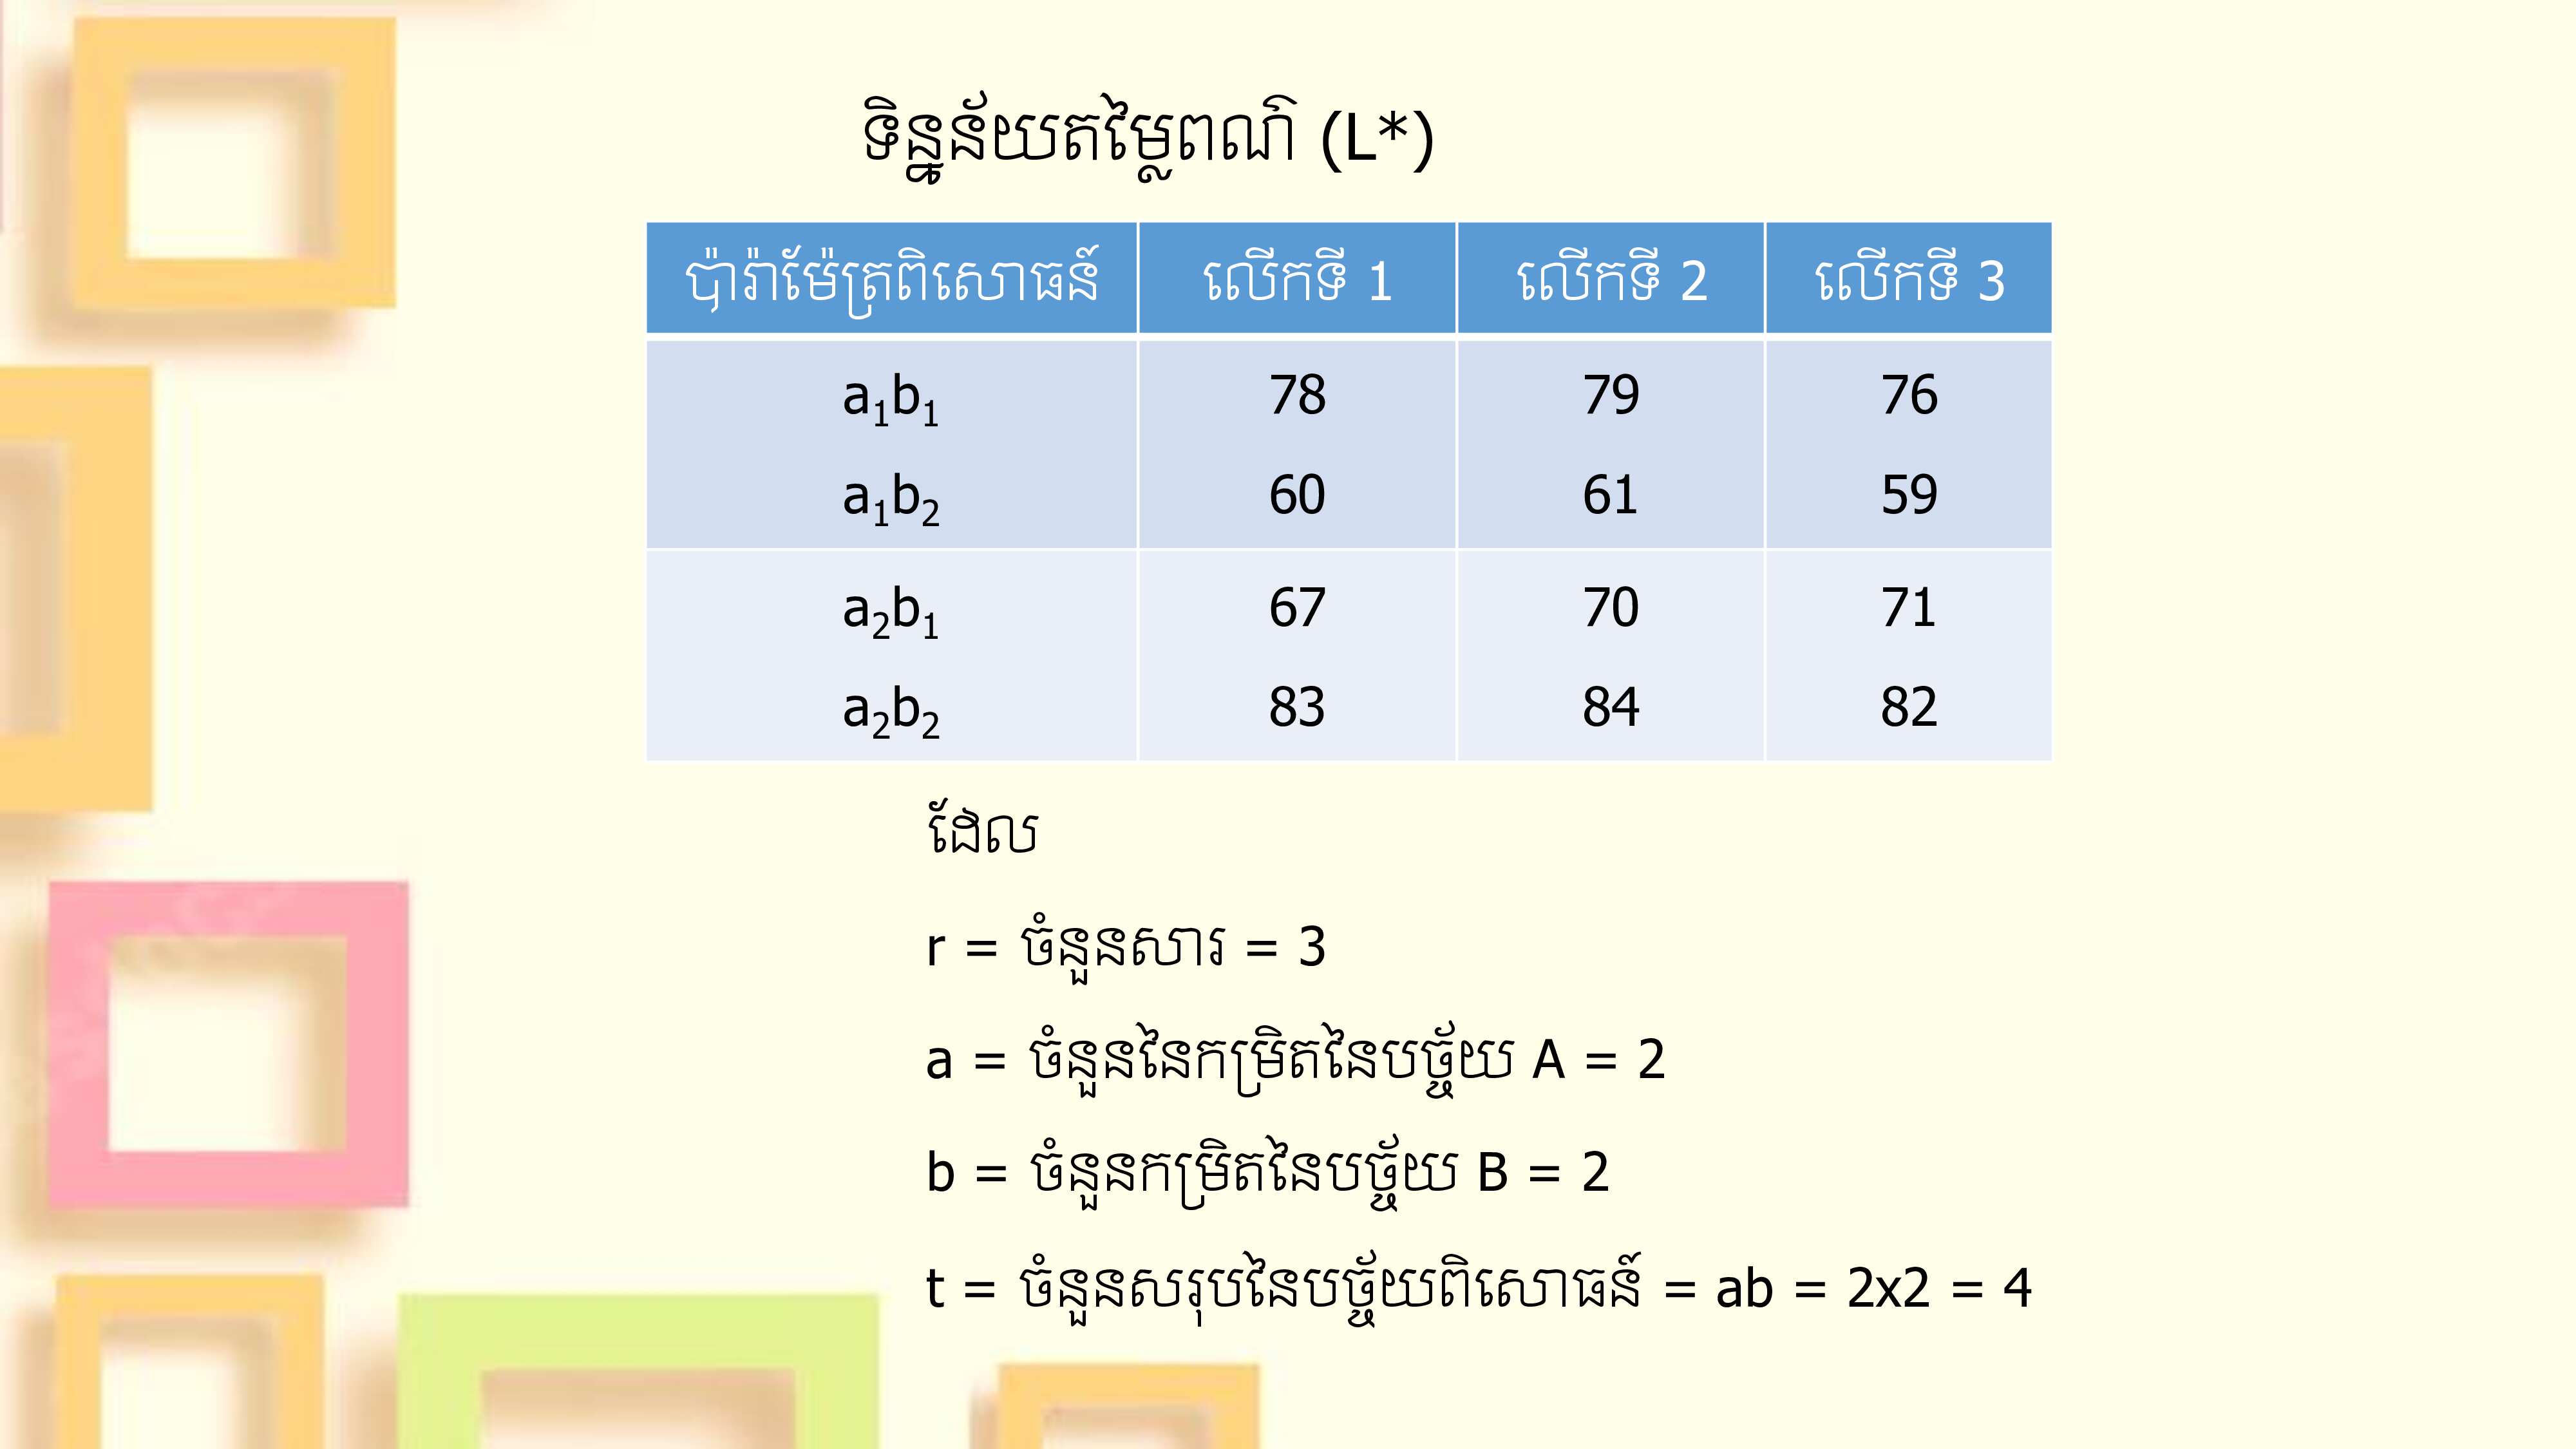 ទិន្នន័យតម្លៃពណ៌ (L*)
ប៉ារ៉ាម៉ែត្រពិសោធន៍ លើកទី 1 លើកទី 2 លើកទី 3
a₁b₁ 78 79 76
a₁b₂ 60 61 59
a₂b₁ 67 70 71
a₂b₂ 83 84 82
ដែល
r = ចំនួនសារ = 3
a = ចំនួននៃកម្រិតនៃបច្ច័យ A = 2
b = ចំនួនកម្រិតនៃបច្ច័យ B = 2
t = ចំនួនសរុបនៃបច្ច័យពិសោធន៍ = ab = 2x2 = 4